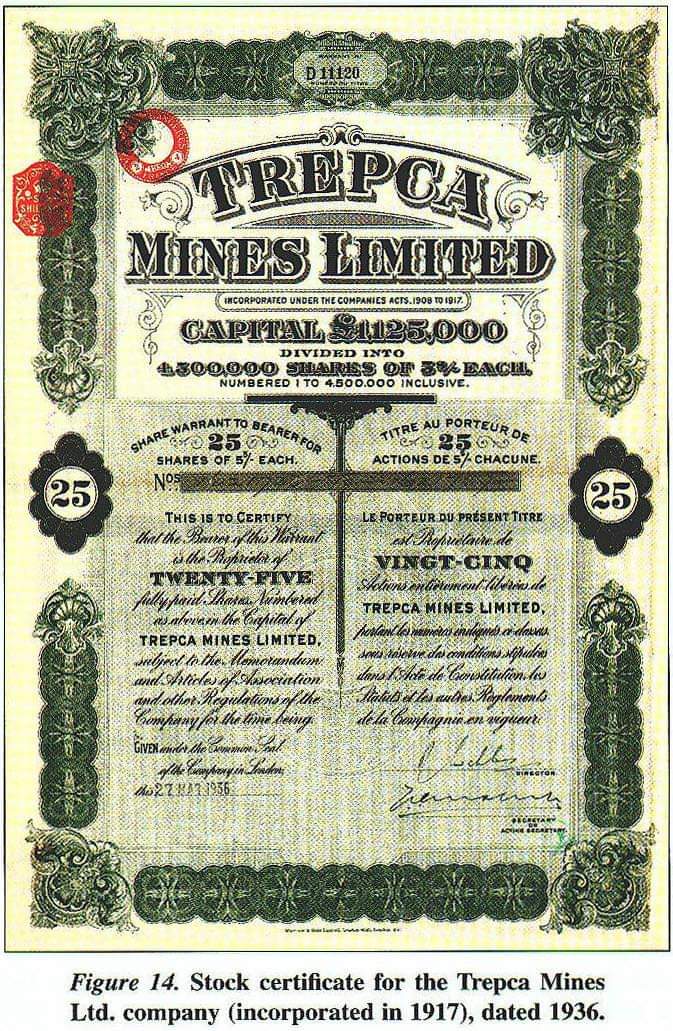 D 11120
TREPCA
MINES LIMITED
INCORPORATED UNDER THE COMPANIES ACTS, 1908 TO 1917.
CAPITAL £1,125,000
DIVIDED INTO
4,500,000 SHARES OF 5/- EACH,
NUMBERED 1 TO 4.500.000 INCLUSIVE.
SHARE WARRANT TO BEARER FOR
25
SHARES OF 5/- EACH.
Nos
25
THIS IS TO CERTIFY
that the Bearer of this Warrant
is the Proprietor of
TWENTY-FIVE
fully paid Shares Numbered
as above in the Capital of
TREPCA MINES LIMITED,
subject to the Memorandum
and Articles of Association
and other Regulations of the
Company for the time being.
GIVEN under the Common Seal
of the Company in London,
this 27 MAR 1936
TITRE AU PORTEUR DE
25
ACTIONS DE 5/- CHACUNE.
25
LE PORTEUR DU PRÉSENT TITRE
est Propriétaire de
VINGT-CINQ
Actions entièrement libérées de
TREPCA MINES LIMITED,
portant les numéros indiqués ci-dessus,
sous réserve des conditions stipulées
dans l'Acte de Constitution, les
Statuts et les autres Règlements
de la Compagnie en vigueur.
DIRECTOR.
SECRETARY
OR
ACTING SECRETARY.
Figure 14. Stock certificate for the Trepca Mines
Ltd. company (incorporated in 1917), dated 1936.